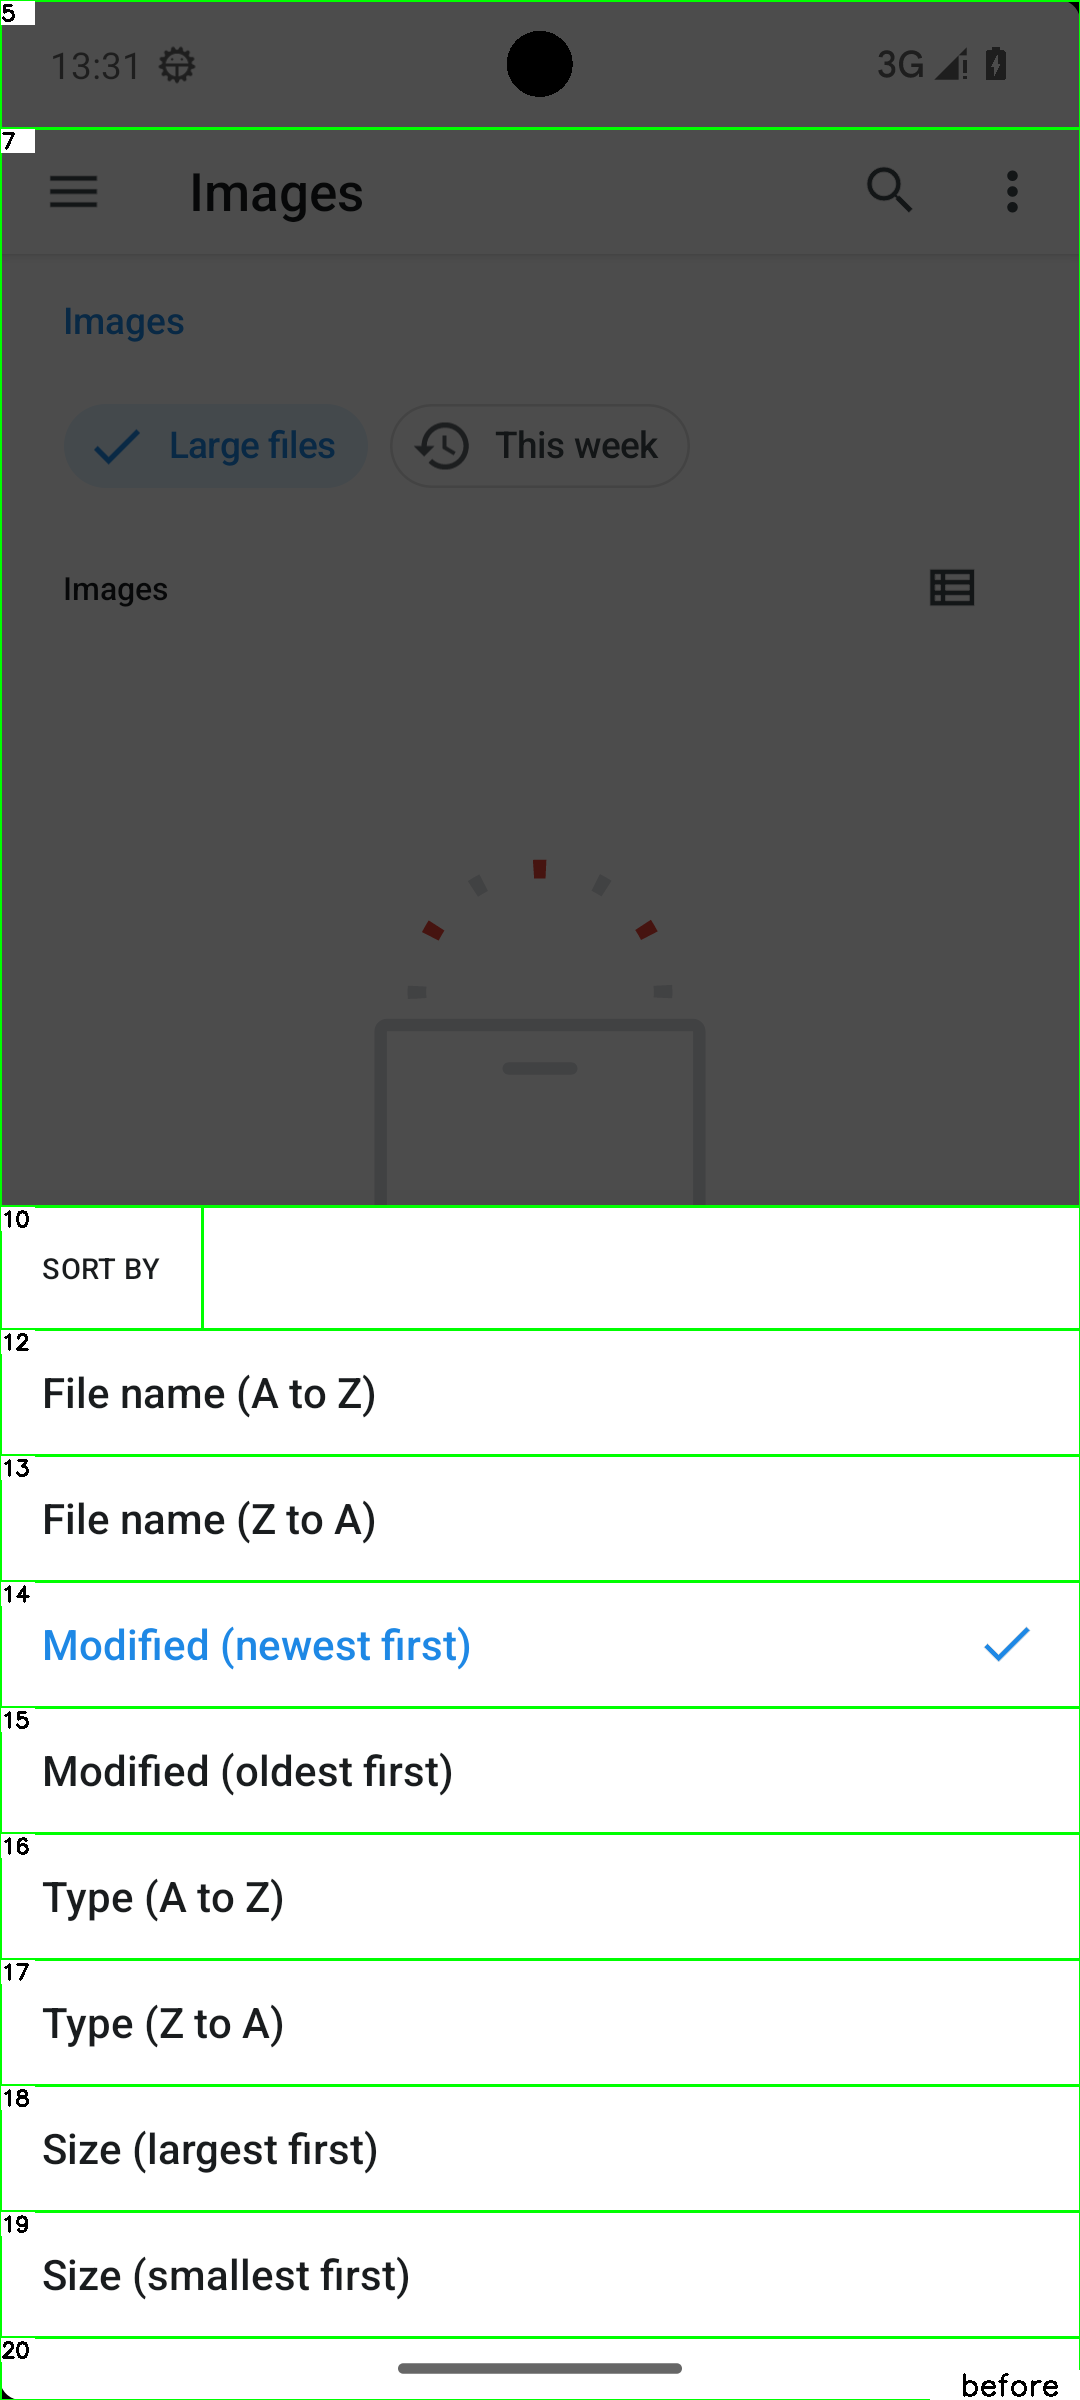 5
13:31
3G
7
Images
Images
Large files
This week
Images
10
SORT BY
12
File name (A to Z)
13
File name (Z to A)
14
Modified (newest first)
15
Modified (oldest first)
16
Type (A to Z)
17
Type (Z to A)
18
Size (largest first)
19
Size (smallest first)
20
before